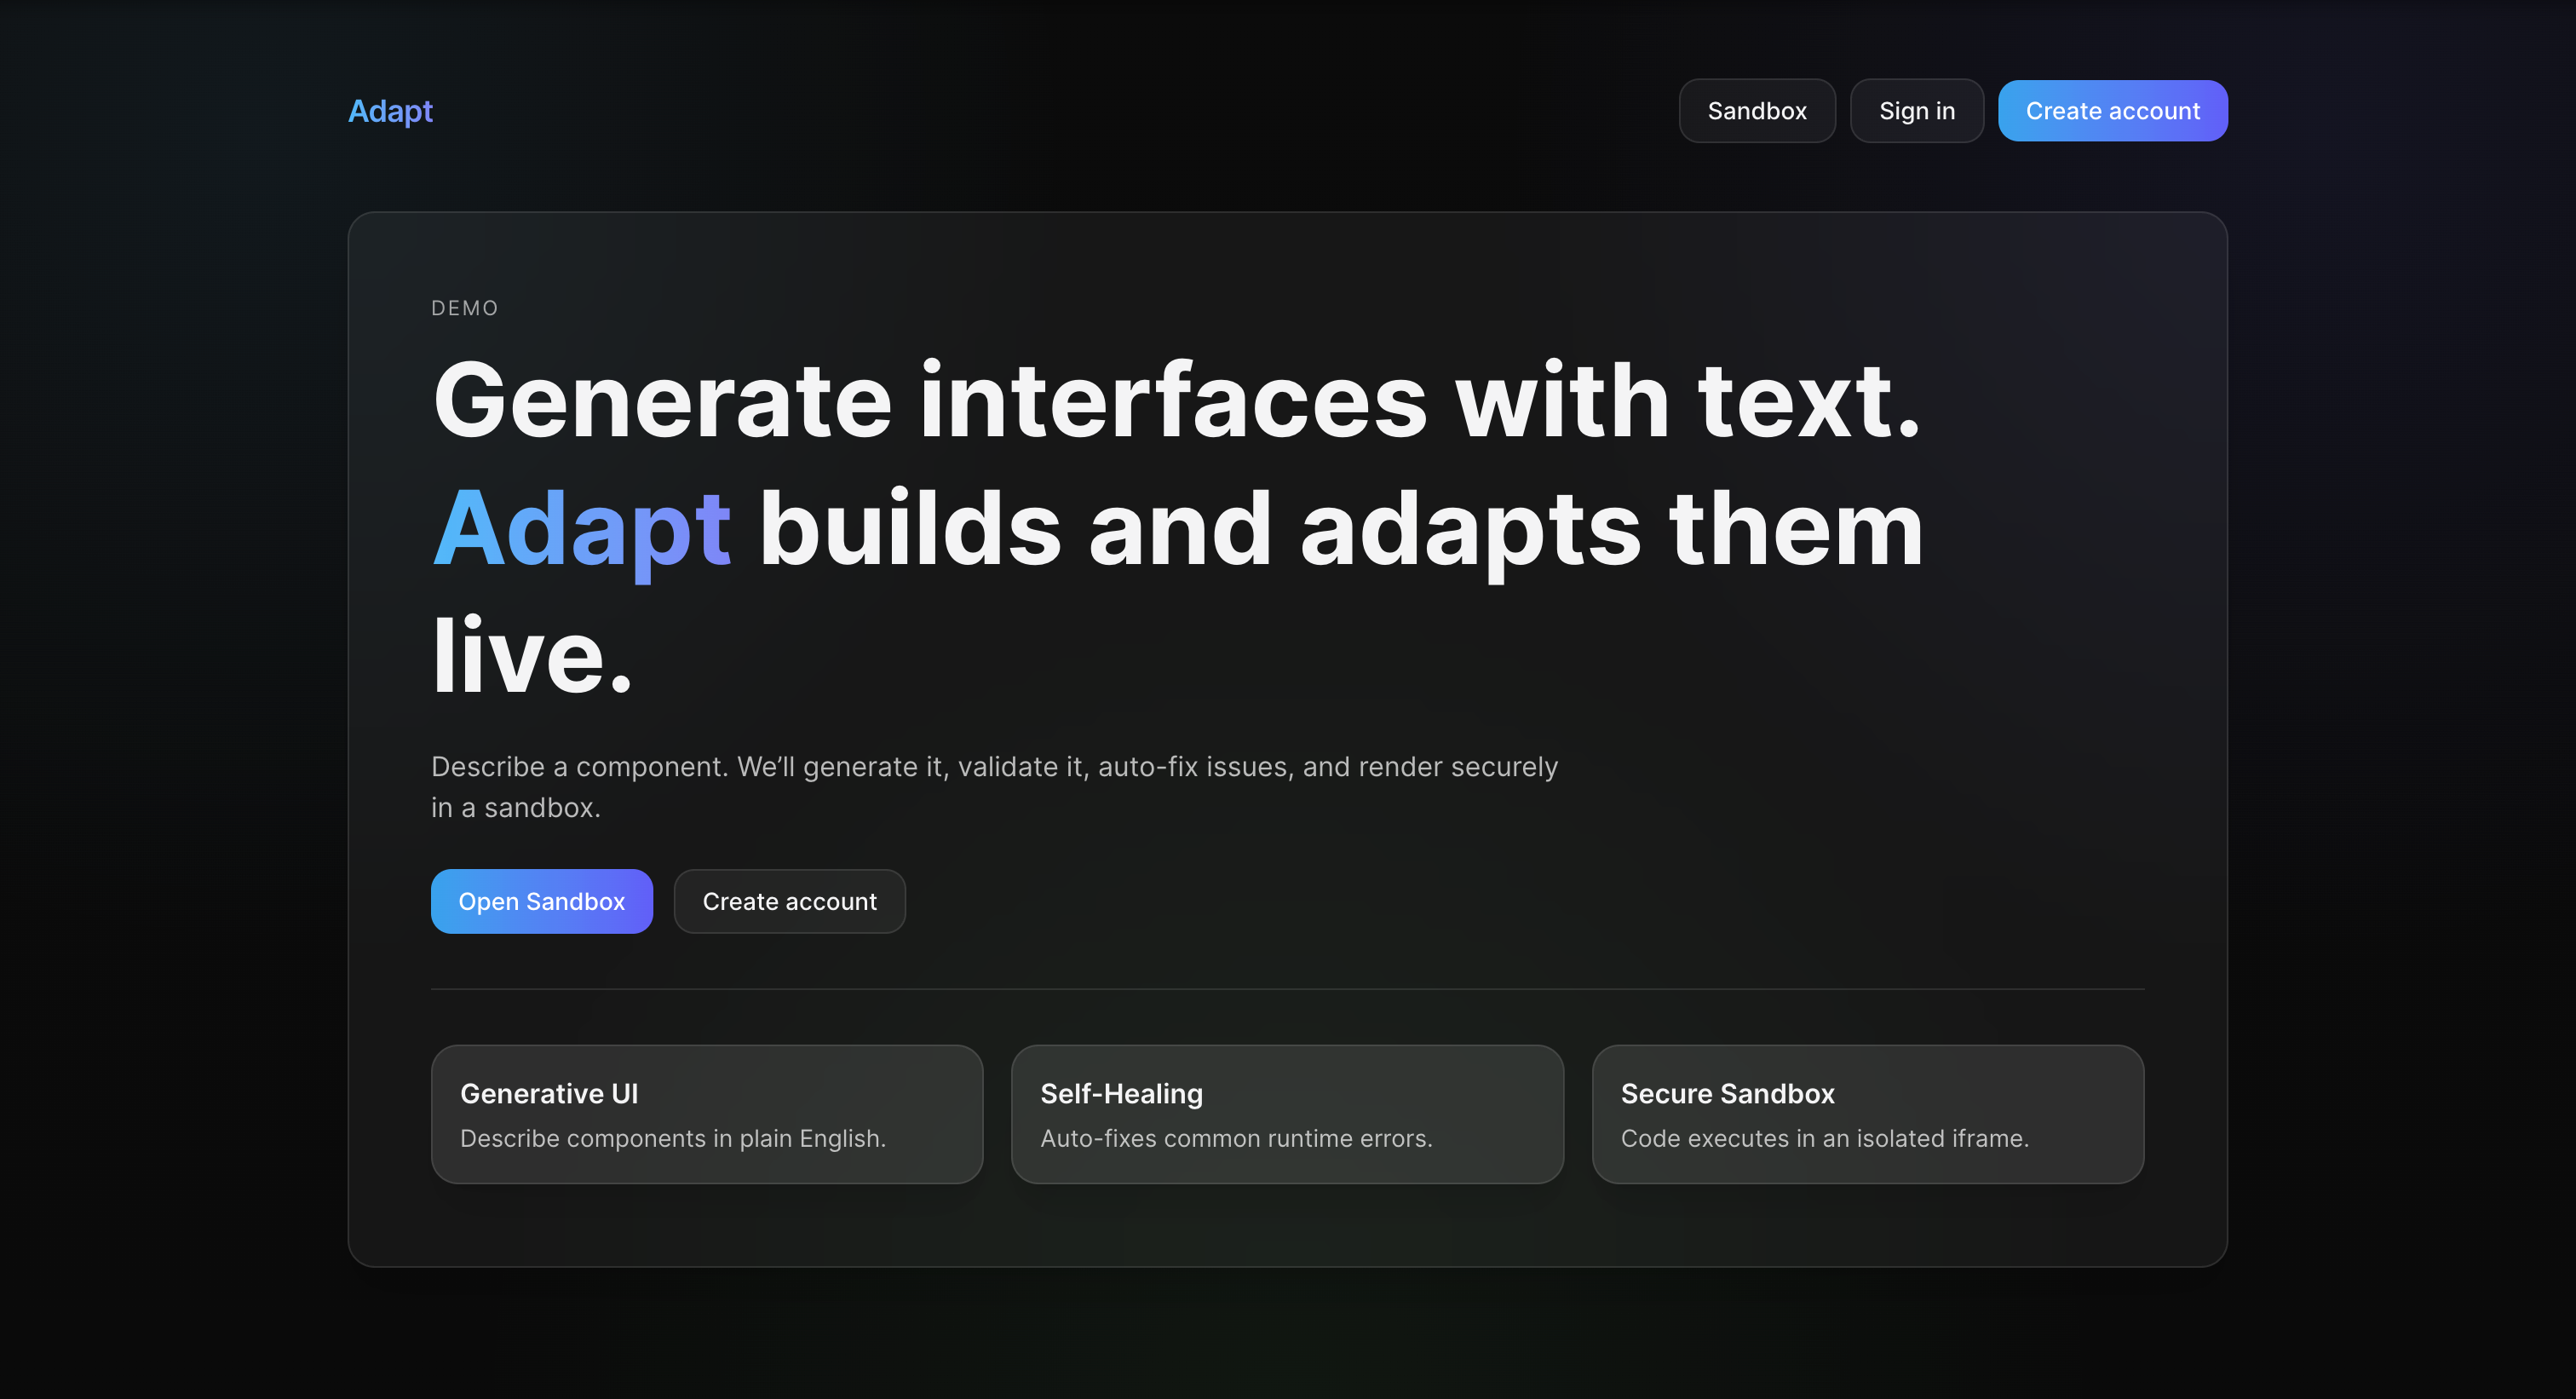 Adapt
Sandbox
Sign in
Create account
DEMO
Generate interfaces with text.
Adapt builds and adapts them
live.
Describe a component. We’ll generate it, validate it, auto-fix issues, and render securely
in a sandbox.
Open Sandbox
Create account
Generative UI
Describe components in plain English.
Self-Healing
Auto-fixes common runtime errors.
Secure Sandbox
Code executes in an isolated iframe.